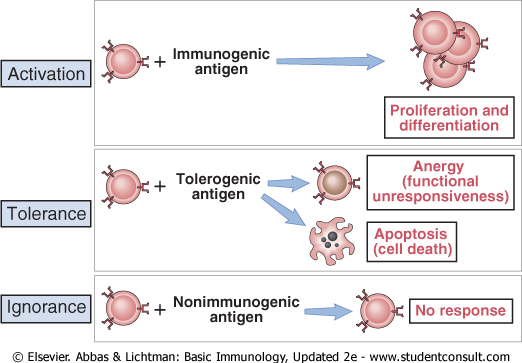 Activation
+ Immunogenic
antigen
Proliferation and
differentiation
Tolerance
+ Tolerogenic
antigen
Anergy
(functional
unresponsiveness)
Apoptosis
(cell death)
Ignorance
+ Nonimmunogenic
antigen
No response
© Elsevier. Abbas & Lichtman: Basic Immunology, Updated 2e - www.studentconsult.com